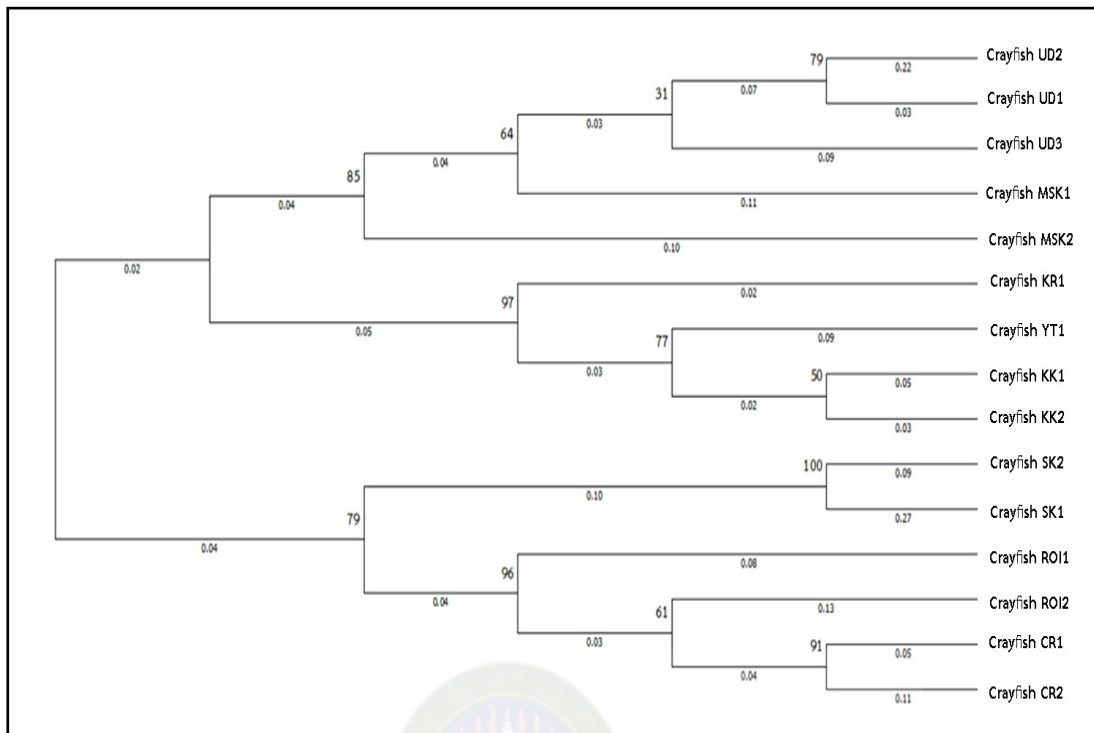 79
Crayfish UD2
0.22
31
0.07
Crayfish UD1
0.03
64
0.03
Crayfish UD3
0.09
85
0.04
Crayfish MSK1
0.11
0.04
Crayfish MSK2
0.10
0.02
Crayfish KR1
0.02
97
0.05
Crayfish YT1
0.09
77
0.03
50
Crayfish KK1
0.05
0.02
Crayfish KK2
0.03
100
Crayfish SK2
0.09
0.10
Crayfish SK1
0.27
79
0.04
Crayfish ROI1
0.08
96
0.04
Crayfish ROI2
0.13
61
0.03
91
Crayfish CR1
0.05
0.04
Crayfish CR2
0.11